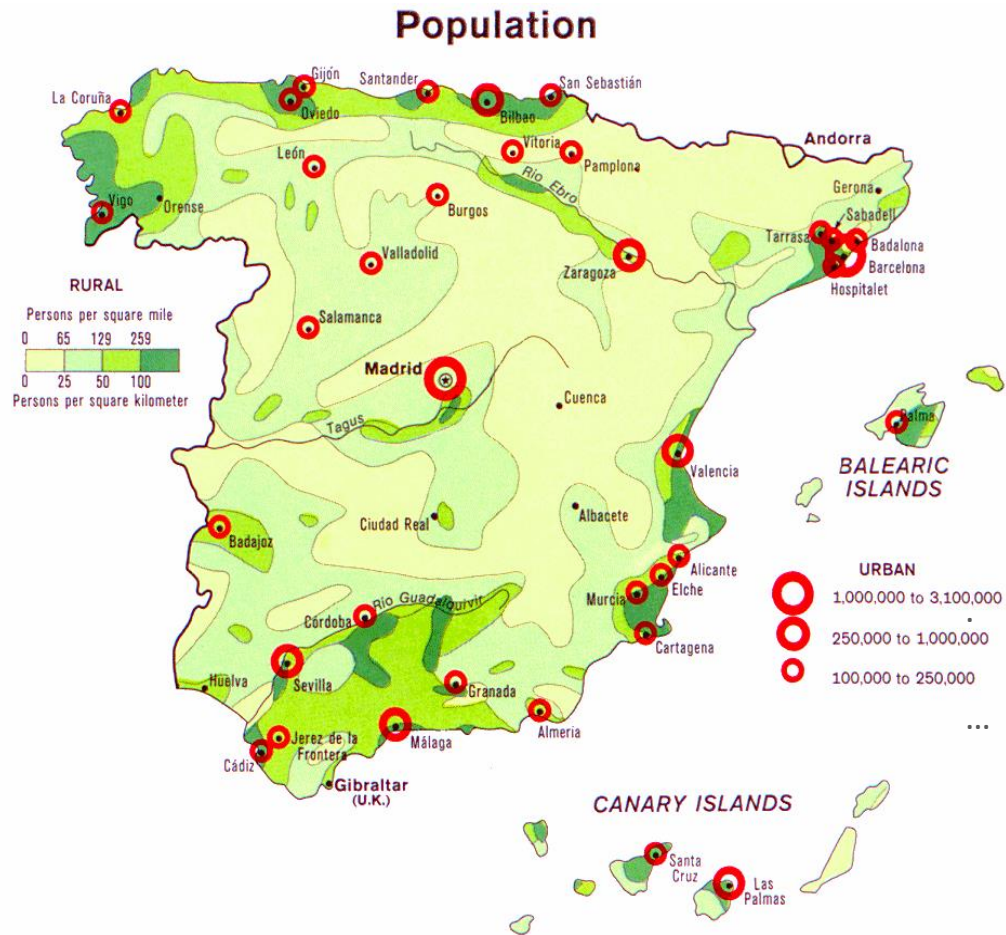 Population
Gijón
Santander
San Sebastián
La Coruña
Oviedo
Bilbao
Andorra
Vitoria
León
Pamplona
Rio Ebro
Gerona
Vigo
Orense
Burgos
Sabadell
Tarrasa
Badalona
Valladolid
Zaragoza
Barcelona
Hospitalet
RURAL
Persons per square mile
0 65 129 259
0 25 50 100
Persons per square kilometer
Salamanca
Madrid
Cuenca
Tagus
Palma
Valencia
BALEARIC
ISLANDS
Ciudad Real
Albacete
Badajoz
Alicante
URBAN
Elche
1,000,000 to 3,100,000
Murcia
Córdoba
Rio Guadalquivir
250,000 to 1,000,000
Cartagena
Sevilla
100,000 to 250,000
Huelva
Granada
Almeria
Jerez de la
Frontera
Málaga
Cádiz
Gibraltar
(U.K.)
CANARY ISLANDS
Santa
Cruz
Las
Palmas